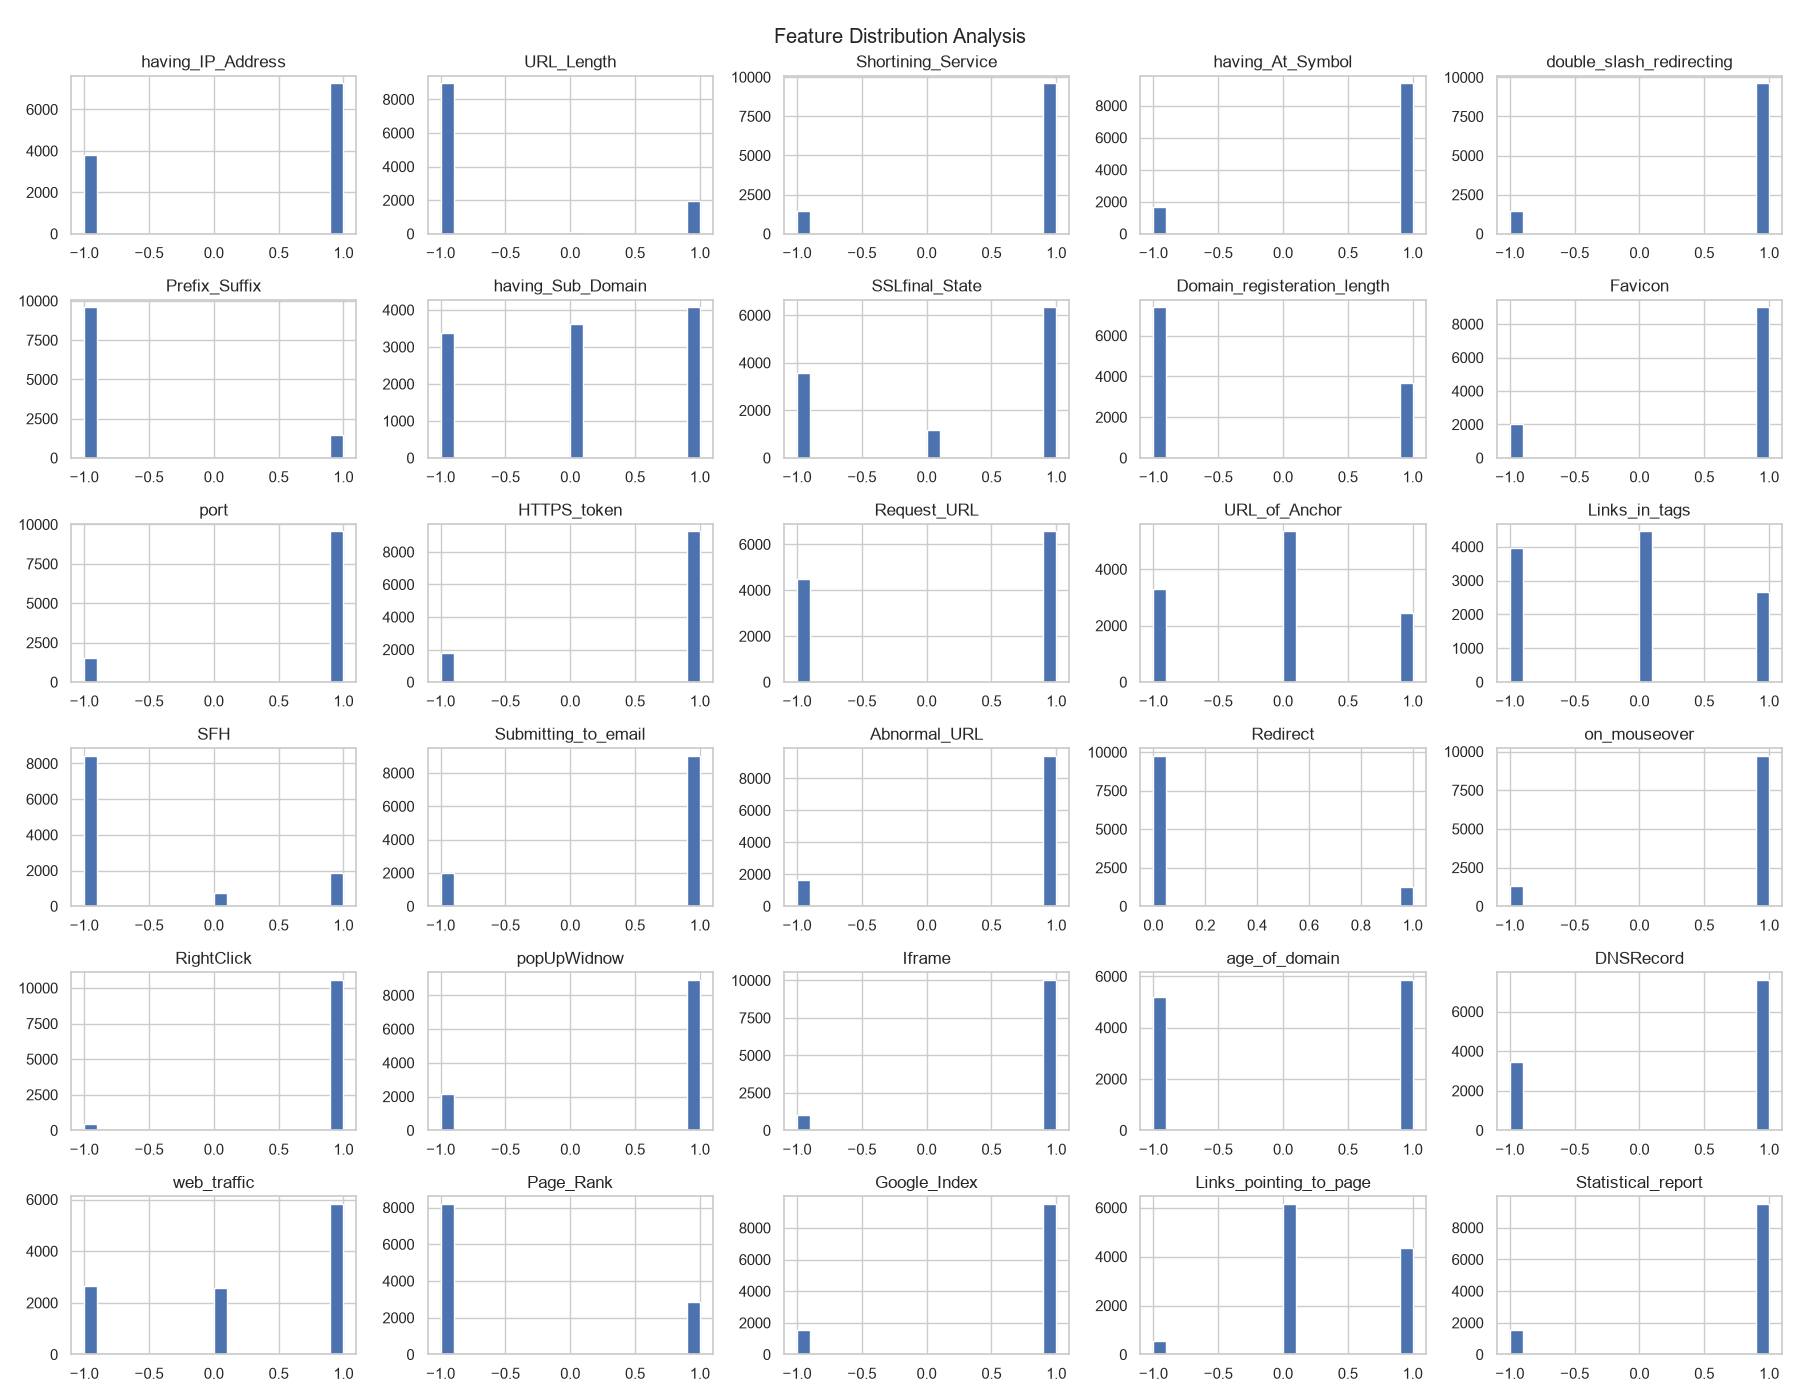 Feature Distribution Analysis
having_IP_Address
6000
4000
2000
0
−1.0 −0.5 0.0 0.5 1.0
URL_Length
8000
6000
4000
2000
0
−1.0 −0.5 0.0 0.5 1.0
Shortining_Service
10000
7500
5000
2500
0
−1.0 −0.5 0.0 0.5 1.0
having_At_Symbol
8000
6000
4000
2000
0
−1.0 −0.5 0.0 0.5 1.0
double_slash_redirecting
10000
7500
5000
2500
0
−1.0 −0.5 0.0 0.5 1.0
Prefix_Suffix
10000
7500
5000
2500
0
−1.0 −0.5 0.0 0.5 1.0
having_Sub_Domain
4000
3000
2000
1000
0
−1.0 −0.5 0.0 0.5 1.0
SSLfinal_State
6000
4000
2000
0
−1.0 −0.5 0.0 0.5 1.0
Domain_registeration_length
6000
4000
2000
0
−1.0 −0.5 0.0 0.5 1.0
Favicon
8000
6000
4000
2000
0
−1.0 −0.5 0.0 0.5 1.0
port
10000
7500
5000
2500
0
−1.0 −0.5 0.0 0.5 1.0
HTTPS_token
8000
6000
4000
2000
0
−1.0 −0.5 0.0 0.5 1.0
Request_URL
6000
4000
2000
0
−1.0 −0.5 0.0 0.5 1.0
URL_of_Anchor
4000
2000
0
−1.0 −0.5 0.0 0.5 1.0
Links_in_tags
4000
3000
2000
1000
0
−1.0 −0.5 0.0 0.5 1.0
SFH
8000
6000
4000
2000
0
−1.0 −0.5 0.0 0.5 1.0
Submitting_to_email
8000
6000
4000
2000
0
−1.0 −0.5 0.0 0.5 1.0
Abnormal_URL
8000
6000
4000
2000
0
−1.0 −0.5 0.0 0.5 1.0
Redirect
10000
7500
5000
2500
0
0.0 0.2 0.4 0.6 0.8 1.0
on_mouseover
10000
7500
5000
2500
0
−1.0 −0.5 0.0 0.5 1.0
RightClick
10000
7500
5000
2500
0
−1.0 −0.5 0.0 0.5 1.0
popUpWidnow
8000
6000
4000
2000
0
−1.0 −0.5 0.0 0.5 1.0
Iframe
10000
7500
5000
2500
0
−1.0 −0.5 0.0 0.5 1.0
age_of_domain
6000
4000
2000
0
−1.0 −0.5 0.0 0.5 1.0
DNSRecord
6000
4000
2000
0
−1.0 −0.5 0.0 0.5 1.0
web_traffic
6000
4000
2000
0
−1.0 −0.5 0.0 0.5 1.0
Page_Rank
8000
6000
4000
2000
0
−1.0 −0.5 0.0 0.5 1.0
Google_Index
8000
6000
4000
2000
0
−1.0 −0.5 0.0 0.5 1.0
Links_pointing_to_page
6000
4000
2000
0
−1.0 −0.5 0.0 0.5 1.0
Statistical_report
8000
6000
4000
2000
0
−1.0 −0.5 0.0 0.5 1.0